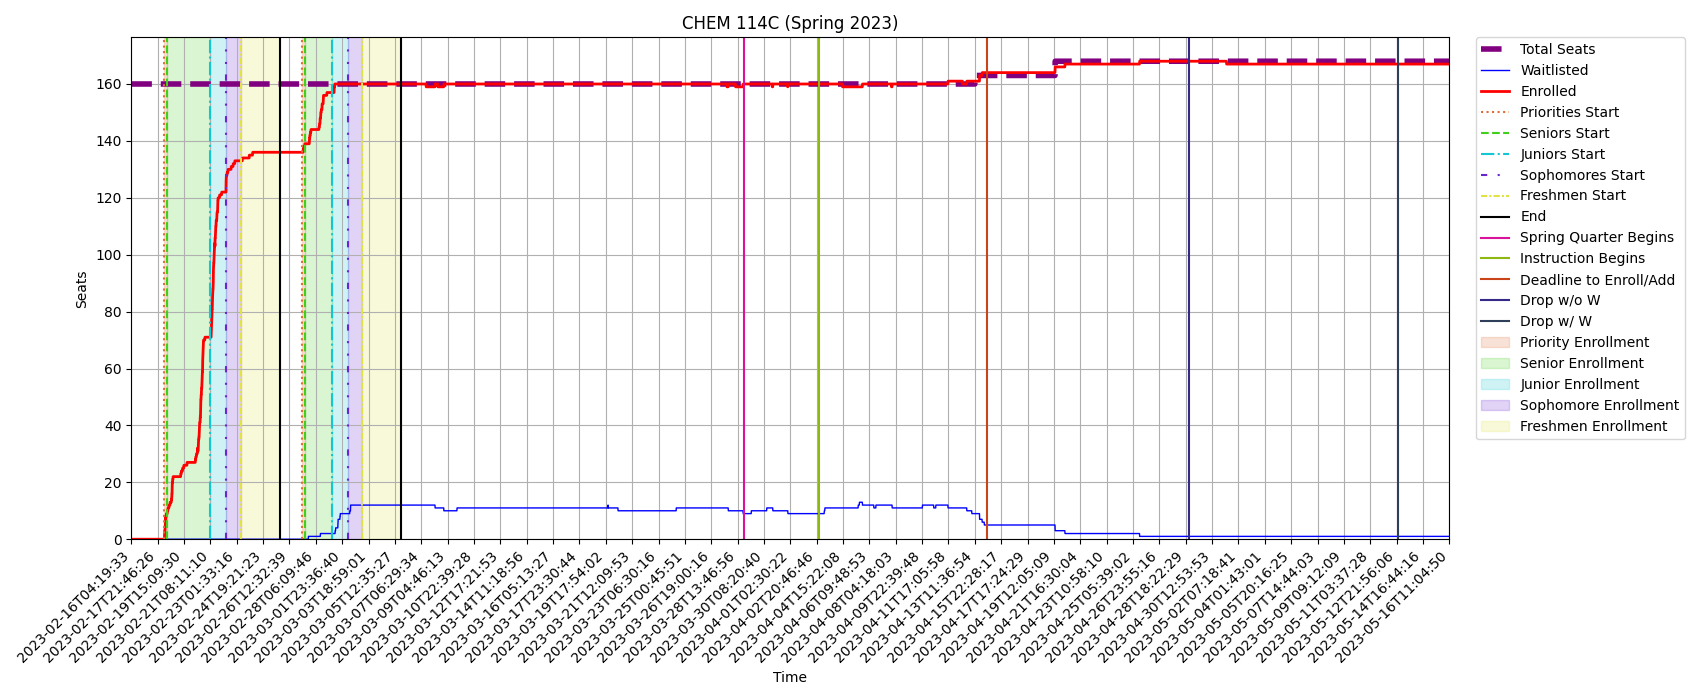 CHEM 114C (Spring 2023)
Seats
160
140
120
100
80
60
40
20
0
2023-02-16T04:19:33
2023-02-17T21:46:26
2023-02-19T15:09:30
2023-02-21T08:11:10
2023-02-23T01:33:16
2023-02-24T19:21:23
2023-02-26T12:32:39
2023-02-28T06:09:46
2023-03-01T23:36:40
2023-03-03T18:59:01
2023-03-05T12:35:27
2023-03-07T06:29:34
2023-03-09T04:46:13
2023-03-10T22:39:28
2023-03-12T17:21:53
2023-03-14T11:18:56
2023-03-16T05:13:27
2023-03-17T23:30:44
2023-03-19T17:54:02
2023-03-21T12:09:53
2023-03-23T06:30:16
2023-03-25T00:45:51
2023-03-26T19:00:16
2023-03-28T13:46:56
2023-03-30T08:20:40
2023-04-01T02:30:22
2023-04-02T20:46:46
2023-04-04T15:22:08
2023-04-06T09:48:53
2023-04-08T04:18:03
2023-04-09T22:39:48
2023-04-11T17:05:58
2023-04-13T11:36:54
2023-04-15T22:28:17
2023-04-17T17:24:29
2023-04-19T12:05:09
2023-04-21T16:30:04
2023-04-23T10:58:10
2023-04-25T05:39:02
2023-04-26T23:55:16
2023-04-28T18:22:29
2023-04-30T12:53:53
2023-05-02T07:18:41
2023-05-04T01:43:01
2023-05-05T20:16:25
2023-05-07T14:44:03
2023-05-09T09:12:09
2023-05-11T03:37:28
2023-05-12T21:56:06
2023-05-14T16:44:16
2023-05-16T11:04:50
Time
Total Seats
Waitlisted
Enrolled
Priorities Start
Seniors Start
Juniors Start
Sophomores Start
Freshmen Start
End
Spring Quarter Begins
Instruction Begins
Deadline to Enroll/Add
Drop w/o W
Drop w/ W
Priority Enrollment
Senior Enrollment
Junior Enrollment
Sophomore Enrollment
Freshmen Enrollment